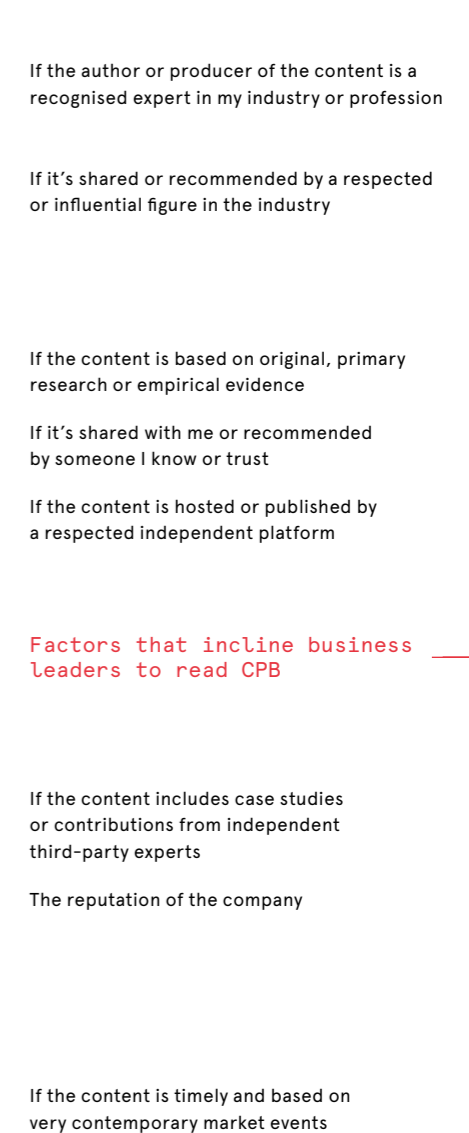 If the author or producer of the content is a
recognised expert in my industry or profession
If it's shared or recommended by a respected
or influential figure in the industry
If the content is based on original, primary
research or empirical evidence
If it's shared with me or recommended
by someone I know or trust
If the content is hosted or published by
a respected independent platform
Factors that incline business
leaders to read CPB
If the content includes case studies
or contributions from independent
third-party experts
The reputation of the company
If the content is timely and based on
very contemporary market events